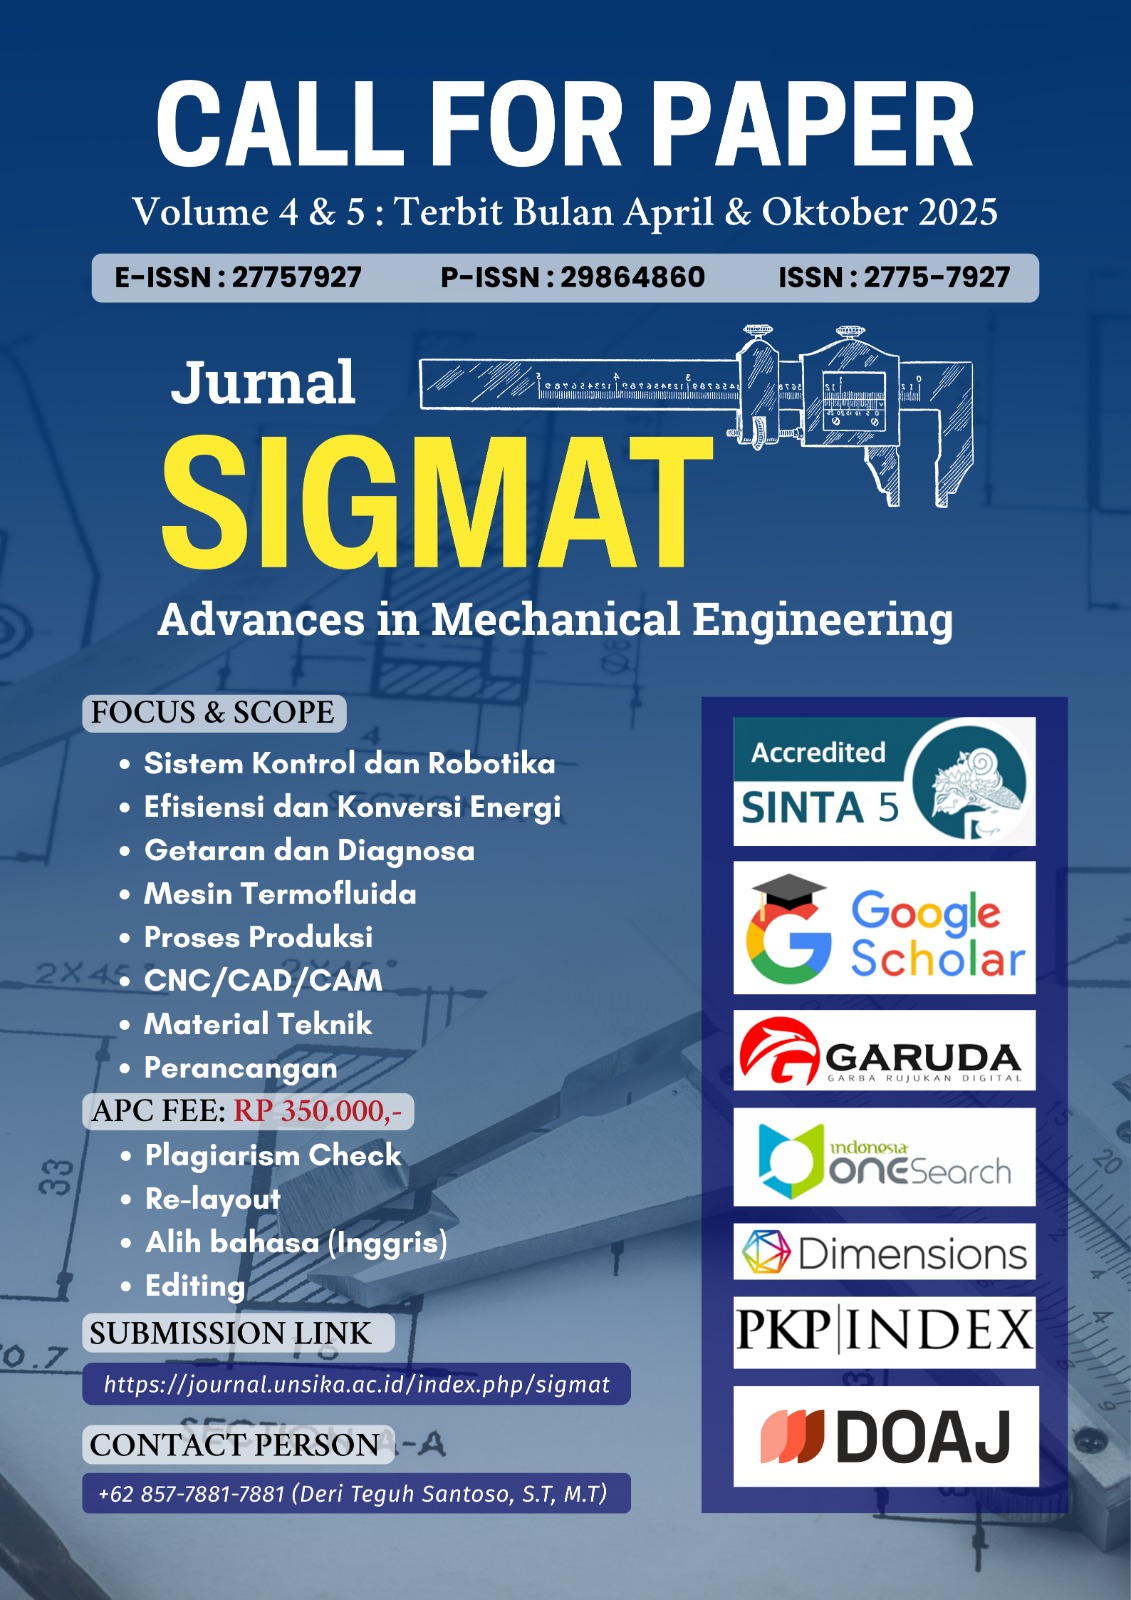 CALL FOR PAPER
Volume 4 & 5 : Terbit Bulan April & Oktober 2025
E-ISSN : 27757927 P-ISSN : 29864860 ISSN : 2775-7927
Jurnal
SIGMAT
Advances in Mechanical Engineering
FOCUS & SCOPE
• Sistem Kontrol dan Robotika
• Efisiensi dan Konversi Energi
• Getaran dan Diagnosa
• Mesin Termofluida
• Proses Produksi
• CNC/CAD/CAM
• Material Teknik
• Perancangan
APC FEE: RP 350.000,-
• Plagiarism Check
• Re-layout
• Alih bahasa (Inggris)
• Editing
SUBMISSION LINK
https://journal.unsika.ac.id/index.php/sigmat
CONTACT PERSON
+62 857-7881-7881 (Deri Teguh Santoso, S.T, M.T)
Accredited
SINTA 5
Google
Scholar
GARUDA
GARBA RUJUKAN DIGITAL
indonesia
oneSearch
Dimensions
PKP|INDEX
DOAJ
2X45°
33
0.7